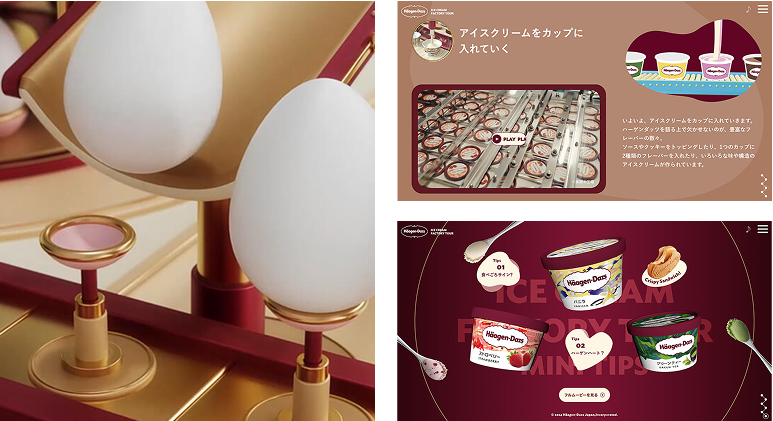 Häagen-Dazs
ICE CREAM
FACTORY TOUR
アイスクリームをカップに
入れていく
PLAY PLA
いよいよ、アイスクリームをカップに入れていきます。
ハーゲンダッツを語る上で欠かせないのが、豊富なフ
レーバーの数々。
ソースやクッキーをトッピングしたり、1つのカップに
2種類のフレーバーを入れたり、いろいろな味や構造の
アイスクリームが作られています。
Häagen-Dazs
ICE CREAM
FACTORY TOUR
Tips
01
食べごろサイン?
Häagen-Dazs
バニラ
Crispy Sandwich!
ICE CREAM
FACTORY TOUR
MINI TIPS
Häagen-Dazs
ストロベリー
STRAWBERRY
Tips
02
ハーゲンハート?
Häagen-Dazs
グリーンティー
GREEN TEA
フルムービーを見る
© 2024 Häagen-Dazs Japan,Incorporated.